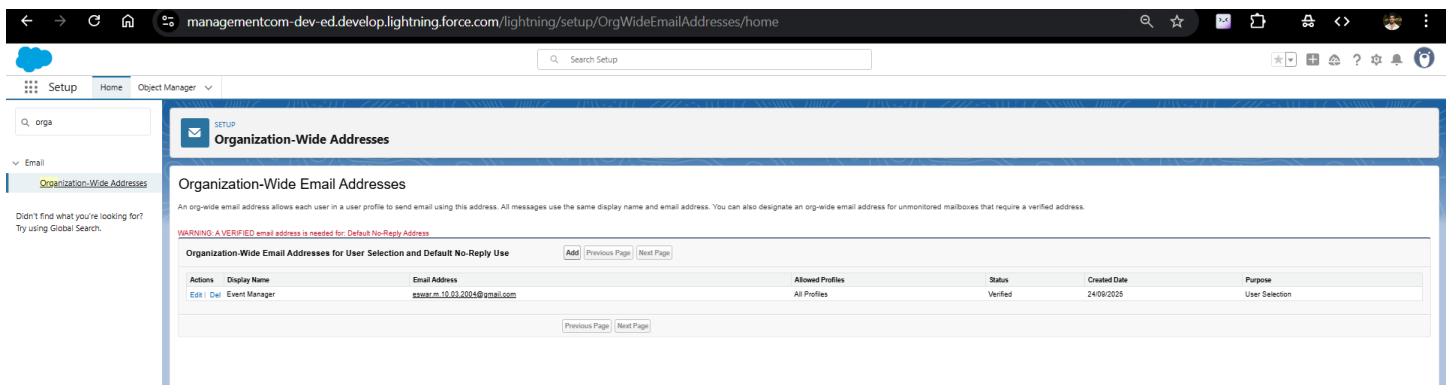 managementcom-dev-ed.develop.lightning.force.com/lightning/setup/OrgWideEmailAddresses/home
Search Setup
Setup Home Object Manager
orga
SETUP
Organization-Wide Addresses
Email
Organization-Wide Addresses
Didn't find what you're looking for?
Try using Global Search.
Organization-Wide Email Addresses
An org-wide email address allows each user in a user profile to send email using this address. All messages use the same display name and email address. You can also designate an org-wide email address for unmonitored mailboxes that require a verified address.
WARNING: A VERIFIED email address is needed for: Default No-Reply Address
Organization-Wide Email Addresses for User Selection and Default No-Reply Use Add Previous Page Next Page
Actions Display Name Email Address Allowed Profiles Status Created Date Purpose
Edit | Del Event Manager eswar.m.10.03.2004@gmail.com All Profiles Verified 24/09/2025 User Selection
Previous Page Next Page